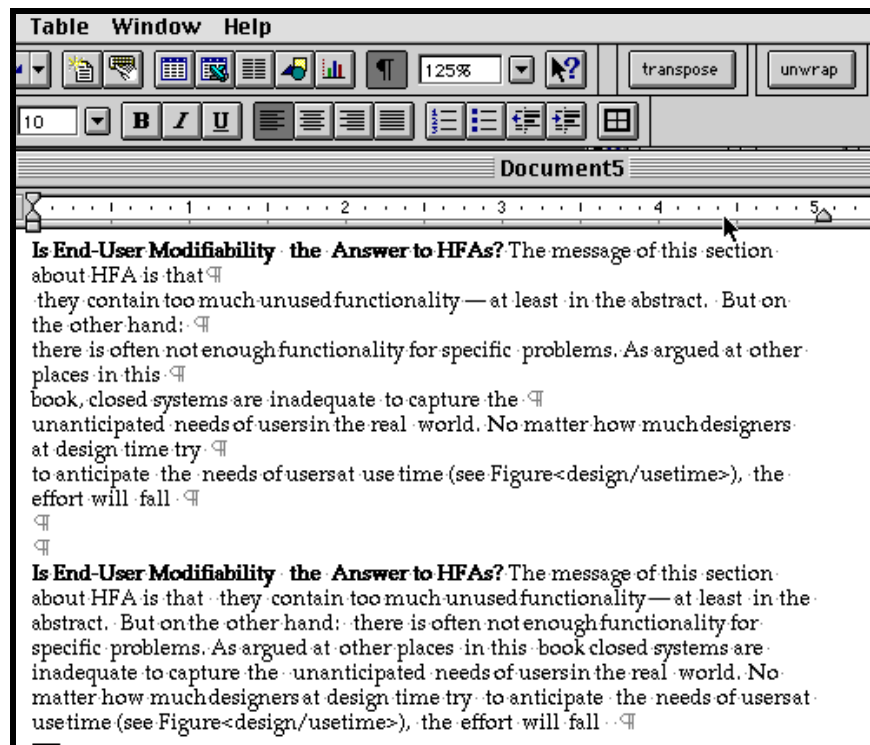 Table Window Help
125% transpose unwrap
10 B I U
Document5
1 2 3 4 5
Is End-User Modifiability the Answer to HFAs? The message of this section
about HFA is that¶
they contain too much unused functionality — at least in the abstract. But on
the other hand: ¶
there is often not enough functionality for specific problems. As argued at other
places in this ¶
book, closed systems are inadequate to capture the ¶
unanticipated needs of users in the real world. No matter how much designers
at design time try ¶
to anticipate the needs of users at use time (see Figure<design/usetime>), the
effort will fall ¶
¶
¶
Is End-User Modifiability the Answer to HFAs? The message of this section
about HFA is that they contain too much unused functionality — at least in the
abstract. But on the other hand: there is often not enough functionality for
specific problems. As argued at other places in this book closed systems are
inadequate to capture the unanticipated needs of users in the real world. No
matter how much designers at design time try to anticipate the needs of users at
use time (see Figure<design/usetime>), the effort will fall ¶